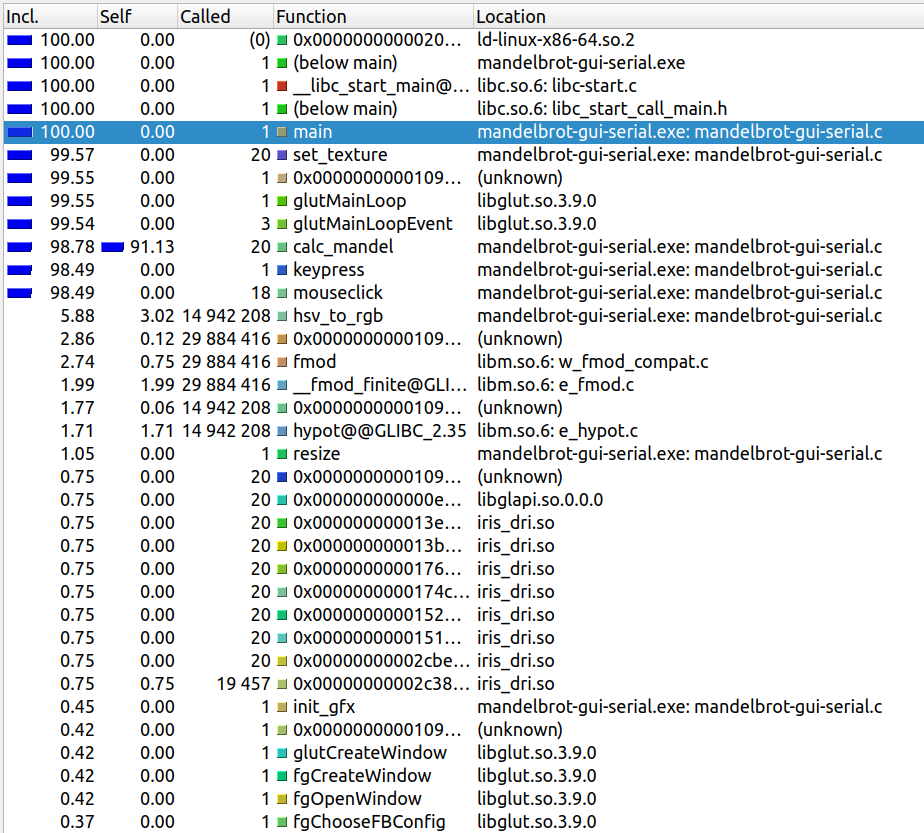 Incl. Self Called Function Location
100.00 0.00 (0) 0x0000000000020... ld-linux-x86-64.so.2
100.00 0.00 1 (below main) mandelbrot-gui-serial.exe
100.00 0.00 1 __libc_start_main@... libc.so.6: libc-start.c
100.00 0.00 1 (below main) libc.so.6: libc_start_call_main.h
100.00 0.00 1 main mandelbrot-gui-serial.exe: mandelbrot-gui-serial.c
99.57 0.00 20 set_texture mandelbrot-gui-serial.exe: mandelbrot-gui-serial.c
99.55 0.00 1 0x0000000000109... (unknown)
99.55 0.00 1 glutMainLoop libglut.so.3.9.0
99.54 0.00 3 glutMainLoopEvent libglut.so.3.9.0
98.78 91.13 20 calc_mandel mandelbrot-gui-serial.exe: mandelbrot-gui-serial.c
98.49 0.00 1 keypress mandelbrot-gui-serial.exe: mandelbrot-gui-serial.c
98.49 0.00 18 mouseclick mandelbrot-gui-serial.exe: mandelbrot-gui-serial.c
5.88 3.02 14 942 208 hsv_to_rgb mandelbrot-gui-serial.exe: mandelbrot-gui-serial.c
2.86 0.12 29 884 416 0x0000000000109... (unknown)
2.74 0.75 29 884 416 fmod libm.so.6: w_fmod_compat.c
1.99 1.99 29 884 416 __fmod_finite@GLI... libm.so.6: e_fmod.c
1.77 0.06 14 942 208 0x0000000000109... (unknown)
1.71 1.71 14 942 208 hypot@@GLIBC_2.35 libm.so.6: e_hypot.c
1.05 0.00 1 resize mandelbrot-gui-serial.exe: mandelbrot-gui-serial.c
0.75 0.00 20 0x0000000000109... (unknown)
0.75 0.00 20 0x000000000000e... libglapi.so.0.0.0
0.75 0.00 20 0x000000000013e... iris_dri.so
0.75 0.00 20 0x000000000013b... iris_dri.so
0.75 0.00 20 0x0000000000176... iris_dri.so
0.75 0.00 20 0x000000000174c... iris_dri.so
0.75 0.00 20 0x0000000000152... iris_dri.so
0.75 0.00 20 0x0000000000151... iris_dri.so
0.75 0.00 20 0x00000000002cbe... iris_dri.so
0.75 0.75 19 457 0x00000000002c38... iris_dri.so
0.45 0.00 1 init_gfx mandelbrot-gui-serial.exe: mandelbrot-gui-serial.c
0.42 0.00 1 0x0000000000109... (unknown)
0.42 0.00 1 glutCreateWindow libglut.so.3.9.0
0.42 0.00 1 fgCreateWindow libglut.so.3.9.0
0.42 0.00 1 fgOpenWindow libglut.so.3.9.0
0.37 0.00 1 fgChooseFBConfig libglut.so.3.9.0